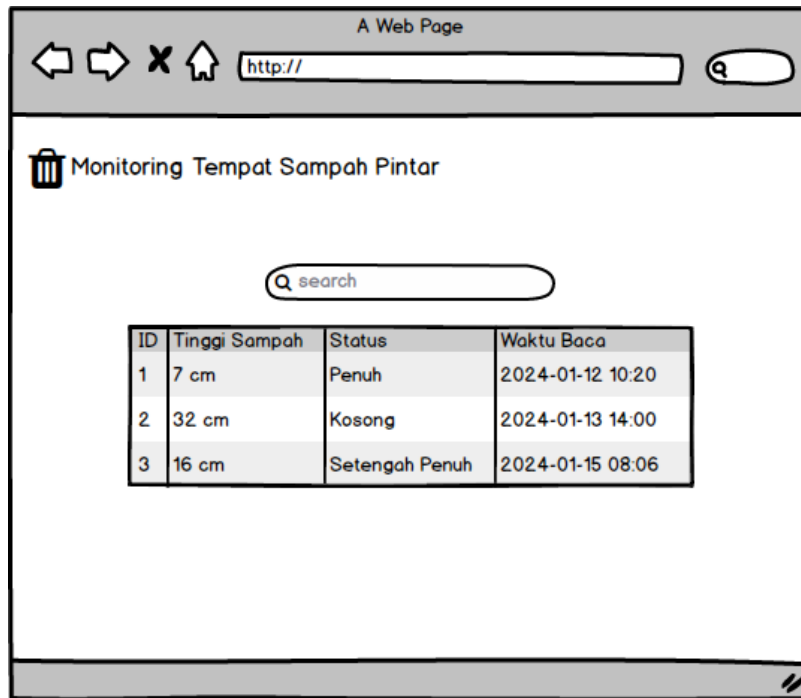 A Web Page
http://
Monitoring Tempat Sampah Pintar
search
ID Tinggi Sampah Status Waktu Baca
1 7 cm Penuh 2024-01-12 10:20
2 32 cm Kosong 2024-01-13 14:00
3 16 cm Setengah Penuh 2024-01-15 08:06